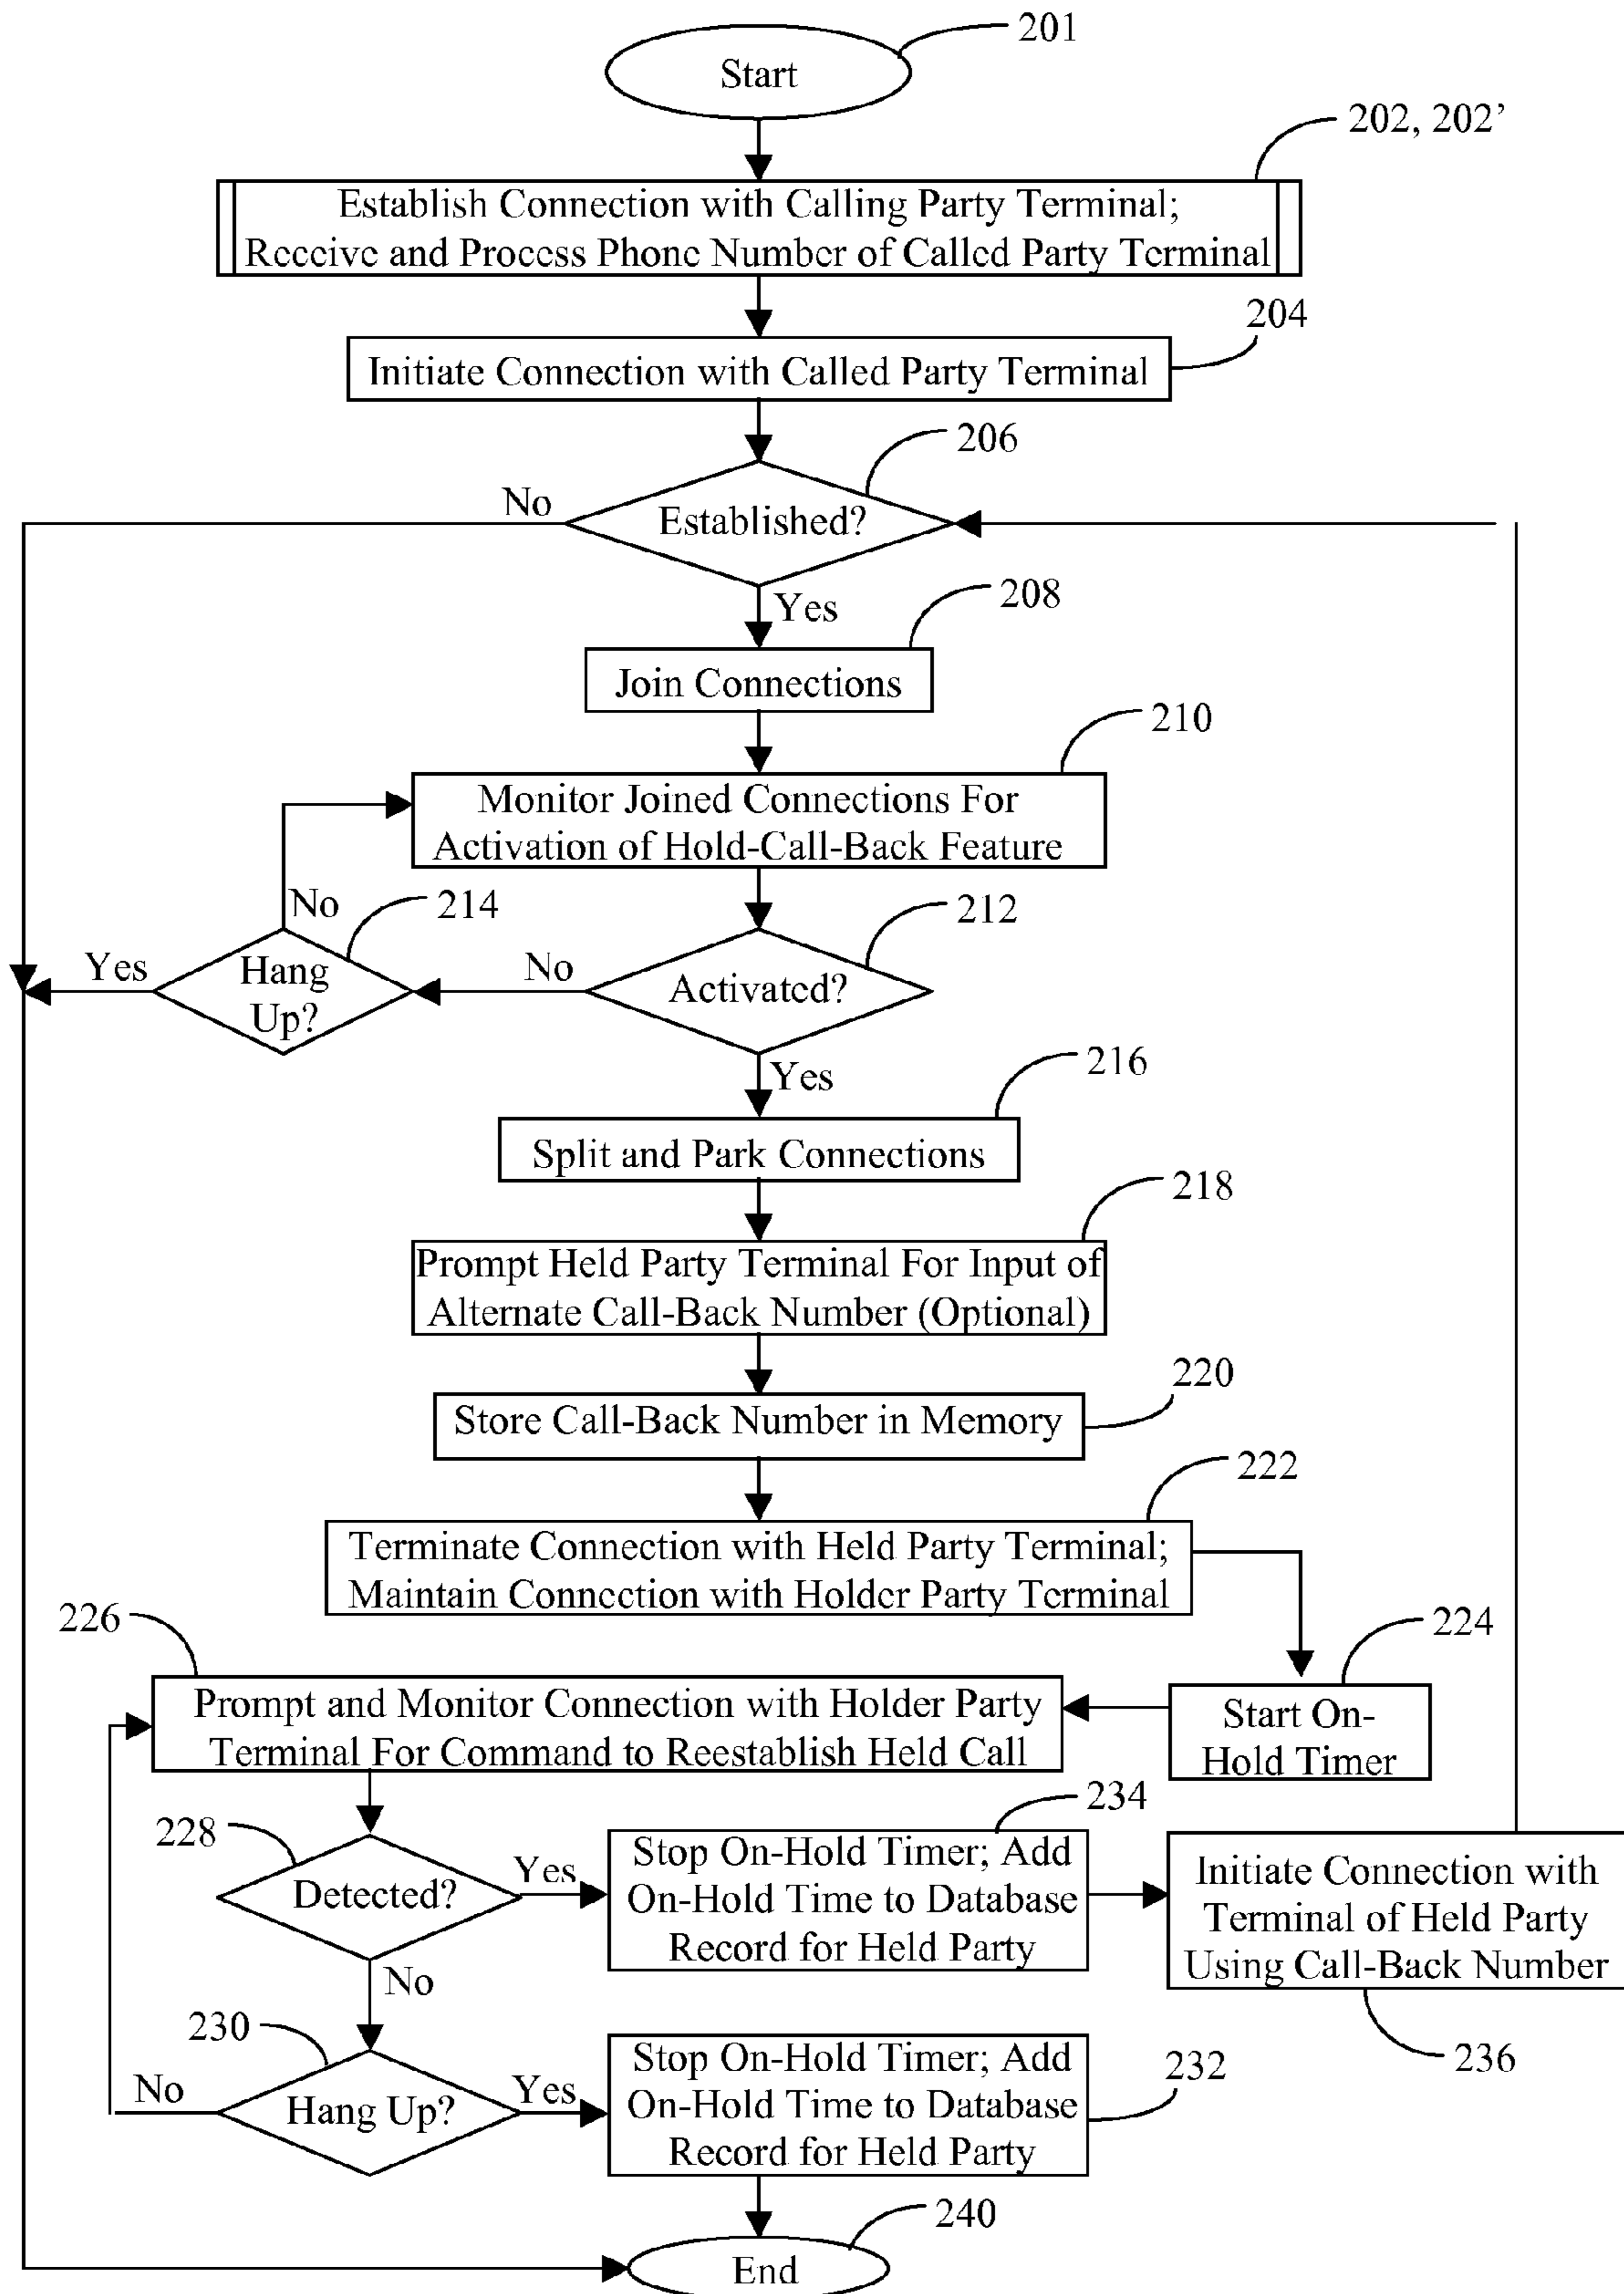 201
Start
202, 202’
Establish Connection with Calling Party Terminal;
Receive and Process Phone Number of Called Party Terminal
204
Initiate Connection with Called Party Terminal
206
No
Established?
Yes
208
Join Connections
210
Monitor Joined Connections For
Activation of Hold-Call-Back Feature
No
214
212
Yes
Hang
Up?
No
Activated?
Yes
216
Split and Park Connections
218
Prompt Held Party Terminal For Input of
Alternate Call-Back Number (Optional)
220
Store Call-Back Number in Memory
222
Terminate Connection with Held Party Terminal;
Maintain Connection with Holder Party Terminal
226
224
Prompt and Monitor Connection with Holder Party
Terminal For Command to Reestablish Held Call
Start On-
Hold Timer
228
234
Detected?
Yes
Stop On-Hold Timer; Add
On-Hold Time to Database
Record for Held Party
Initiate Connection with
Terminal of Held Party
Using Call-Back Number
No
230
236
No
Hang Up?
Yes
Stop On-Hold Timer; Add
On-Hold Time to Database
Record for Held Party
232
240
End